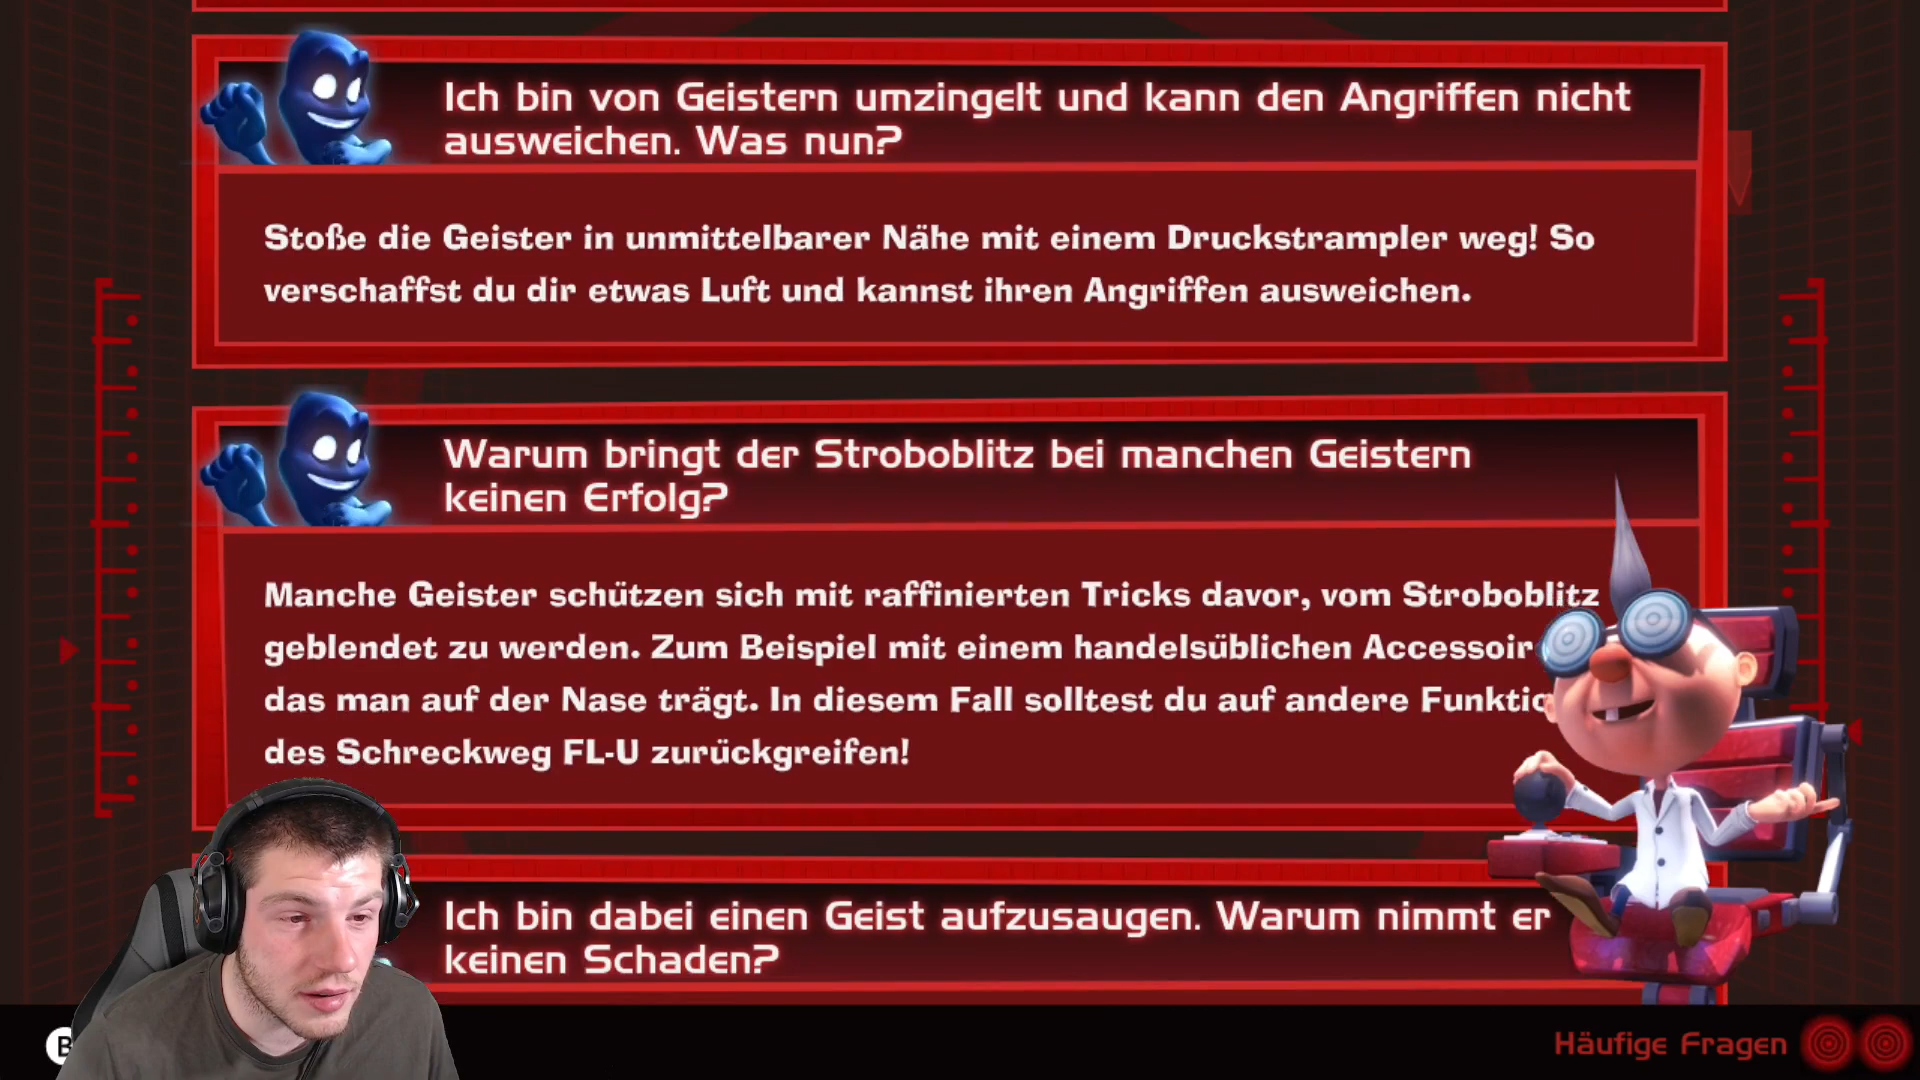 Ich bin von Geistern umzingelt und kann den Angriffen nicht
ausweichen. Was nun?
Stoße die Geister in unmittelbarer Nähe mit einem Druckstrampler weg! So
verschaffst du dir etwas Luft und kannst ihren Angriffen ausweichen.
Warum bringt der Stroboblitz bei manchen Geistern
keinen Erfolg?
Manche Geister schützen sich mit raffinierten Tricks davor, vom Stroboblitz
geblendet zu werden. Zum Beispiel mit einem handelsüblichen
das man auf der Nase trägt. In diesem Fall solltest du auf andere
des Schreckweg FL-U zurückgreifen!
Ich bin dabei einen Geist aufzusaugen. Warum nimmt er
keinen Schaden?
B
Häufige Fragen